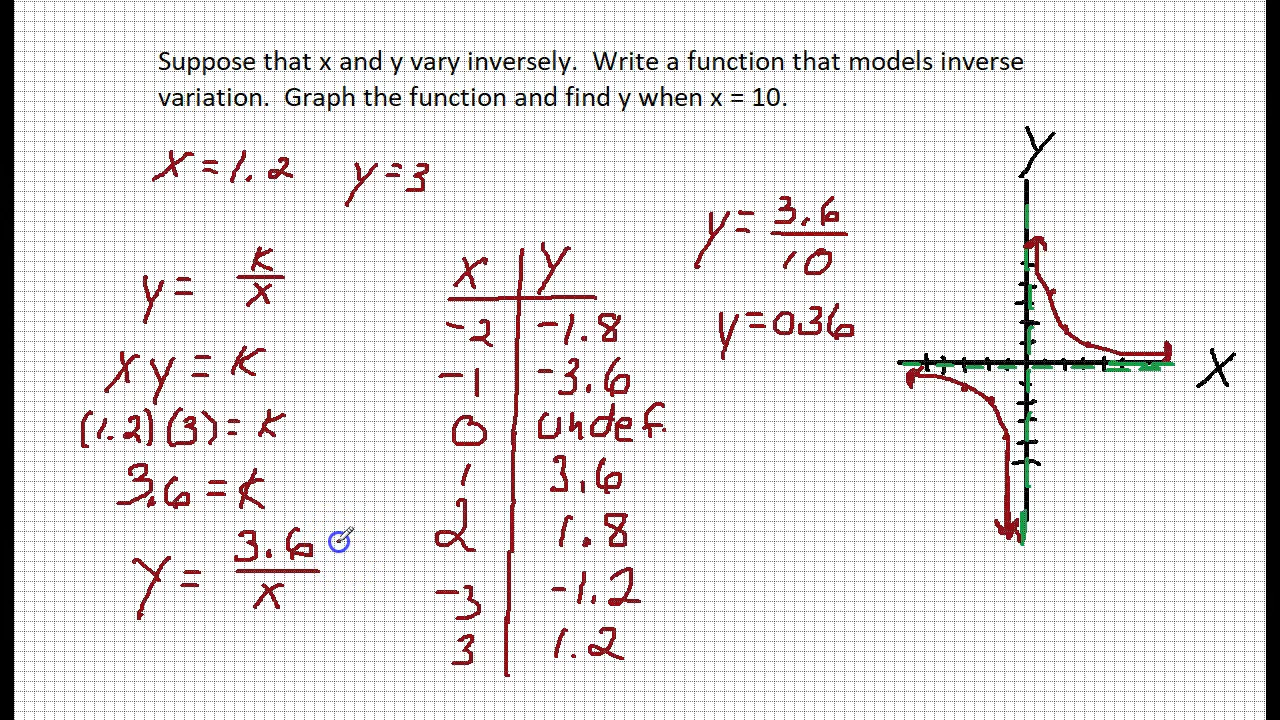 Suppose that x and y vary inversely. Write a function that models inverse
variation. Graph the function and find y when x = 10.
x = 1.2 y = 3
y = k/x
xy = k
(1.2)(3) = k
3.6 = k
y = 3.6/x
x y
-2 -1.8
-1 -3.6
0 undef.
1 3.6
2 1.8
-3 -1.2
3 1.2
y = 3.6/10
y = 0.36
Y
X